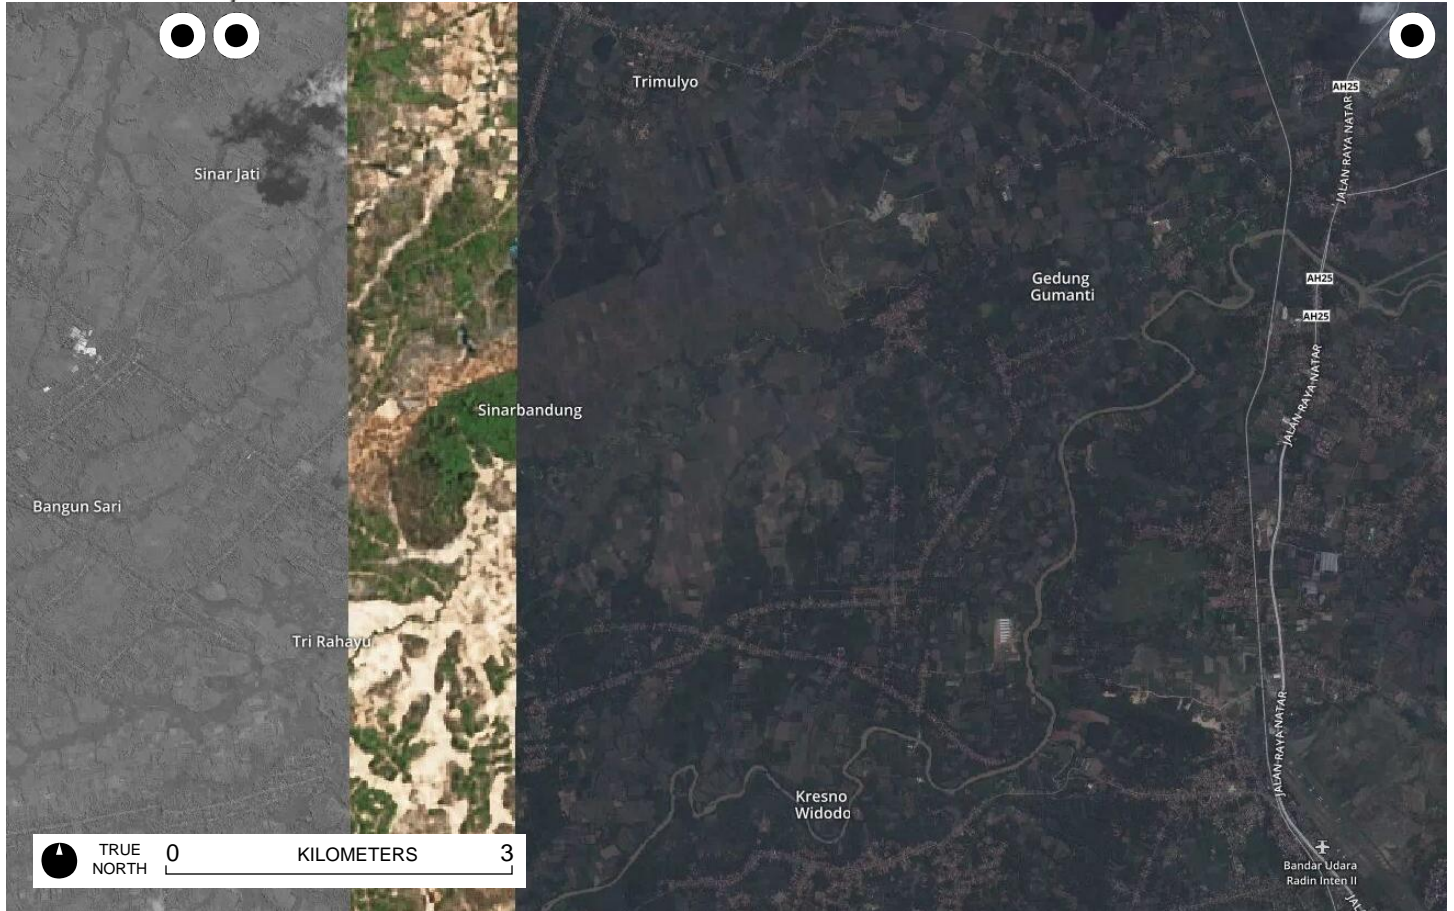 Trimulyo
AH25
JALAN RAYA NATAR
Sinar Jati
Gedung
Gumanti
AH25
AH25
JALAN RAYA NATAR
Sinarbandung
Bangun Sari
Tri Rahayu
JALAN RAYA NATAR
Kresno
Widodo
TRUE
NORTH
0
KILOMETERS
3
Bandar Udara
Radin Inten II